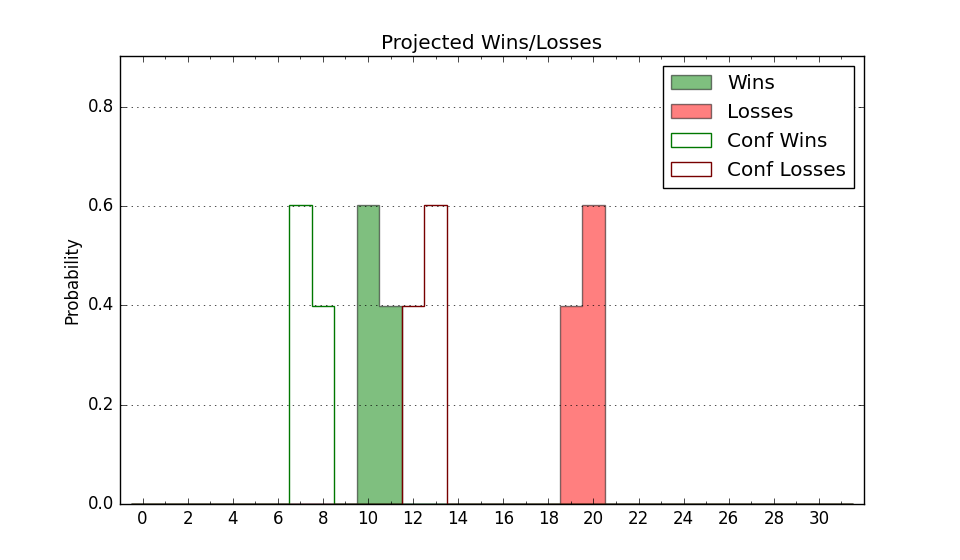 Projected Wins/Losses
Wins
Losses
Conf Wins
Conf Losses
Probability
0.8
0.6
0.4
0.2
0.0
0 2 4 6 8 10 12 14 16 18 20 22 24 26 28 30